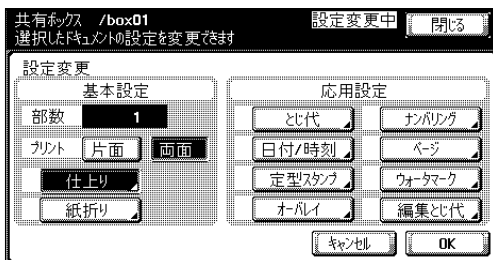 共有ボックス /box01 設定変更中 閉じる
選択したドキュメントの設定を変更できます
設定変更
基本設定 応用設定
部数 1 とじ代 ナンバリング
プリント 片面 両面 日付/時刻 ページ
仕上り 定型スタンプ ウォーターマーク
紙折り オーバレイ 編集とじ代
キャンセル OK